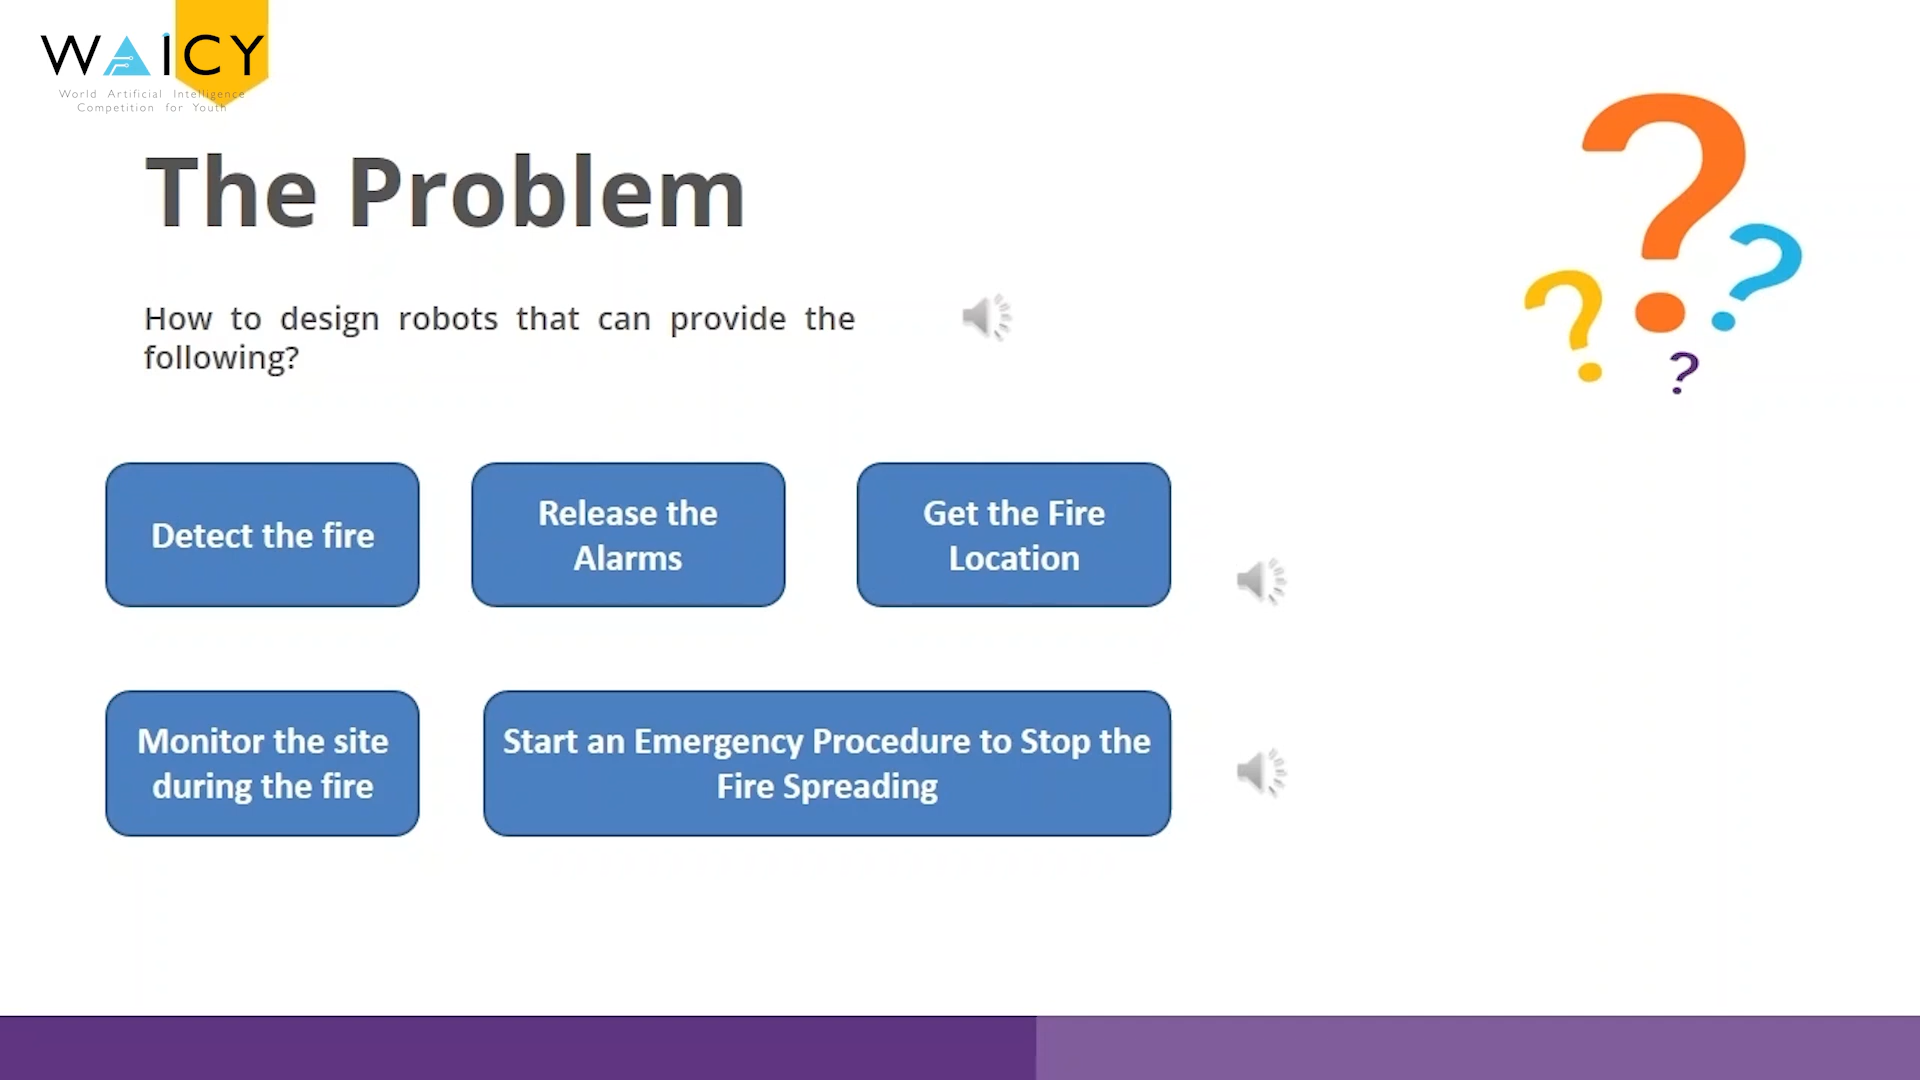 WAICY
World Artificial Intelligence
Competition for Youth
The Problem
How to design robots that can provide the
following?
?
?
?
?
Detect the fire
Release the
Alarms
Get the Fire
Location
Monitor the site
during the fire
Start an Emergency Procedure to Stop the
Fire Spreading